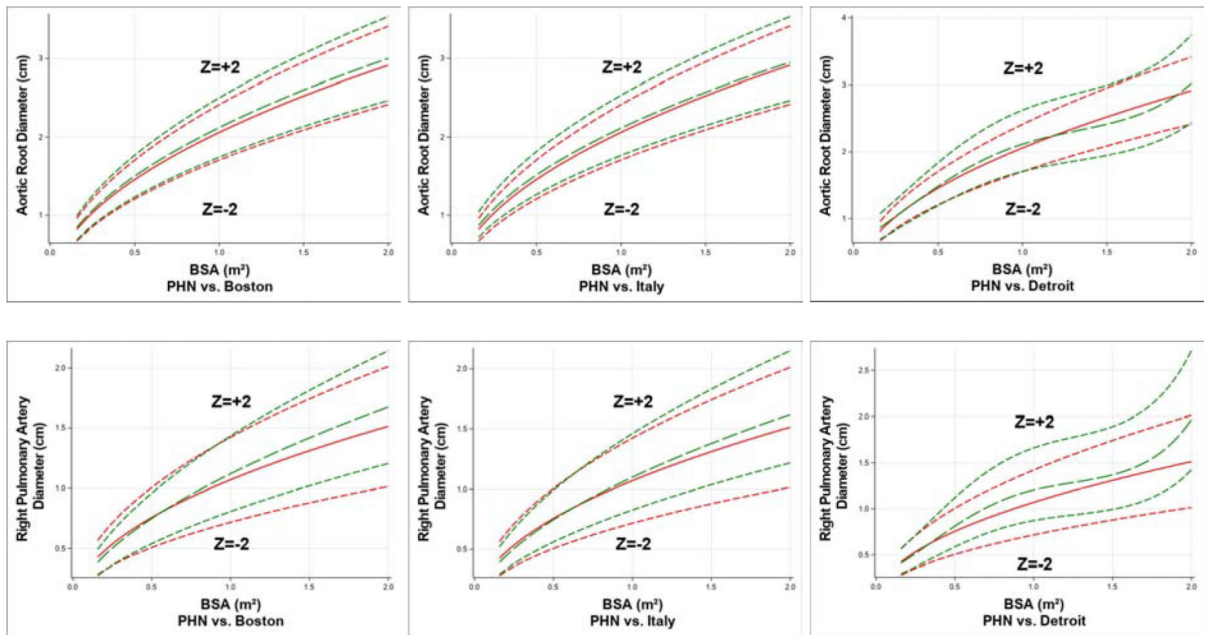 Aortic Root Diameter (cm)
3
2
1
Z=+2
Z=-2
0.0 0.5 1.0 1.5 2.0
BSA (m²)
PHN vs. Boston
Aortic Root Diameter (cm)
3
2
1
Z=+2
Z=-2
0.0 0.5 1.0 1.5 2.0
BSA (m²)
PHN vs. Italy
Aortic Root Diameter (cm)
4
3
2
1
Z=+2
Z=-2
0.0 0.5 1.0 1.5 2.0
BSA (m²)
PHN vs. Detroit
Right Pulmonary Artery
Diameter (cm)
2.0
1.5
1.0
0.5
Z=+2
Z=-2
0.0 0.5 1.0 1.5 2.0
BSA (m²)
PHN vs. Boston
Right Pulmonary Artery
Diameter (cm)
2.0
1.5
1.0
0.5
Z=+2
Z=-2
0.0 0.5 1.0 1.5 2.0
BSA (m²)
PHN vs. Italy
Right Pulmonary Artery
Diameter (cm)
2.5
2.0
1.5
1.0
0.5
Z=+2
Z=-2
0.0 0.5 1.0 1.5 2.0
BSA (m²)
PHN vs. Detroit